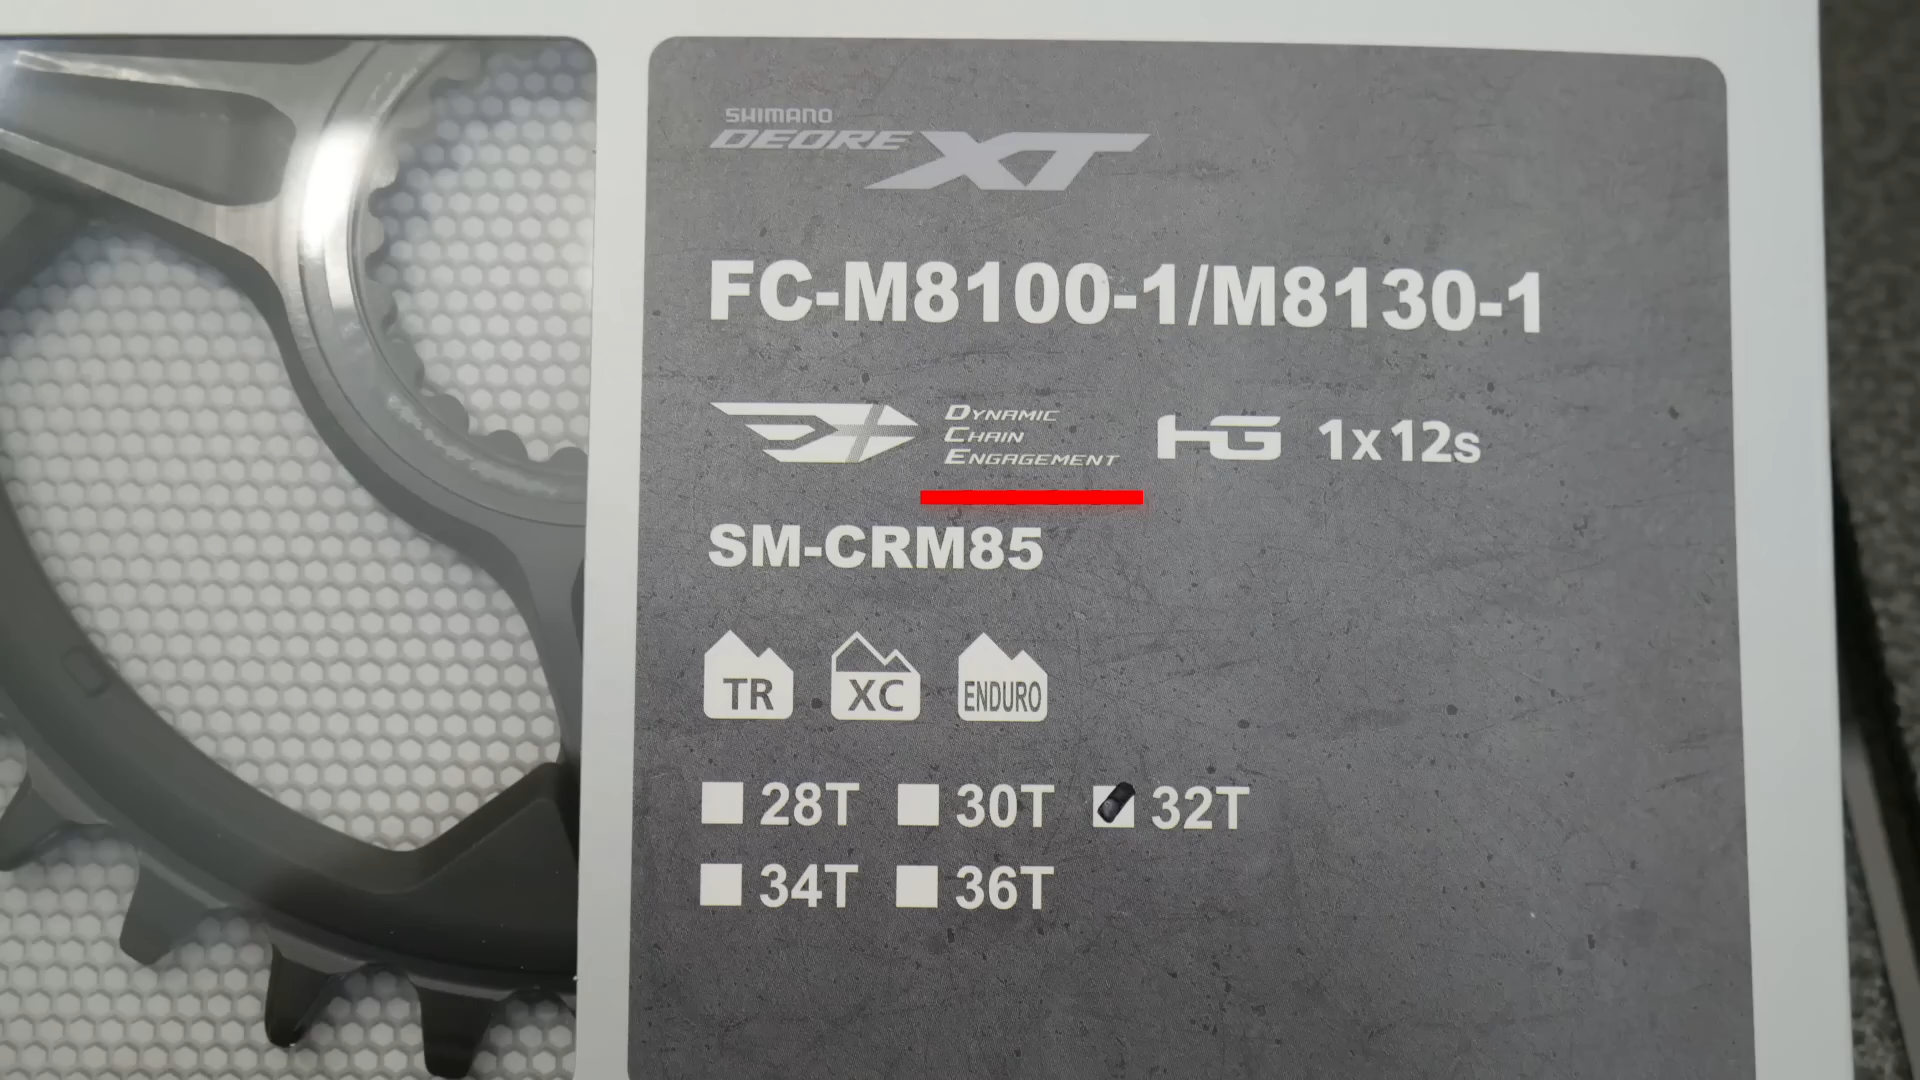 SHIMANO
DEORE XT
FC-M8100-1/M8130-1
DYNAMIC
CHAIN
ENGAGEMENT
HG 1x12s
SM-CRM85
TR XC ENDURO
28T 30T 32T
34T 36T